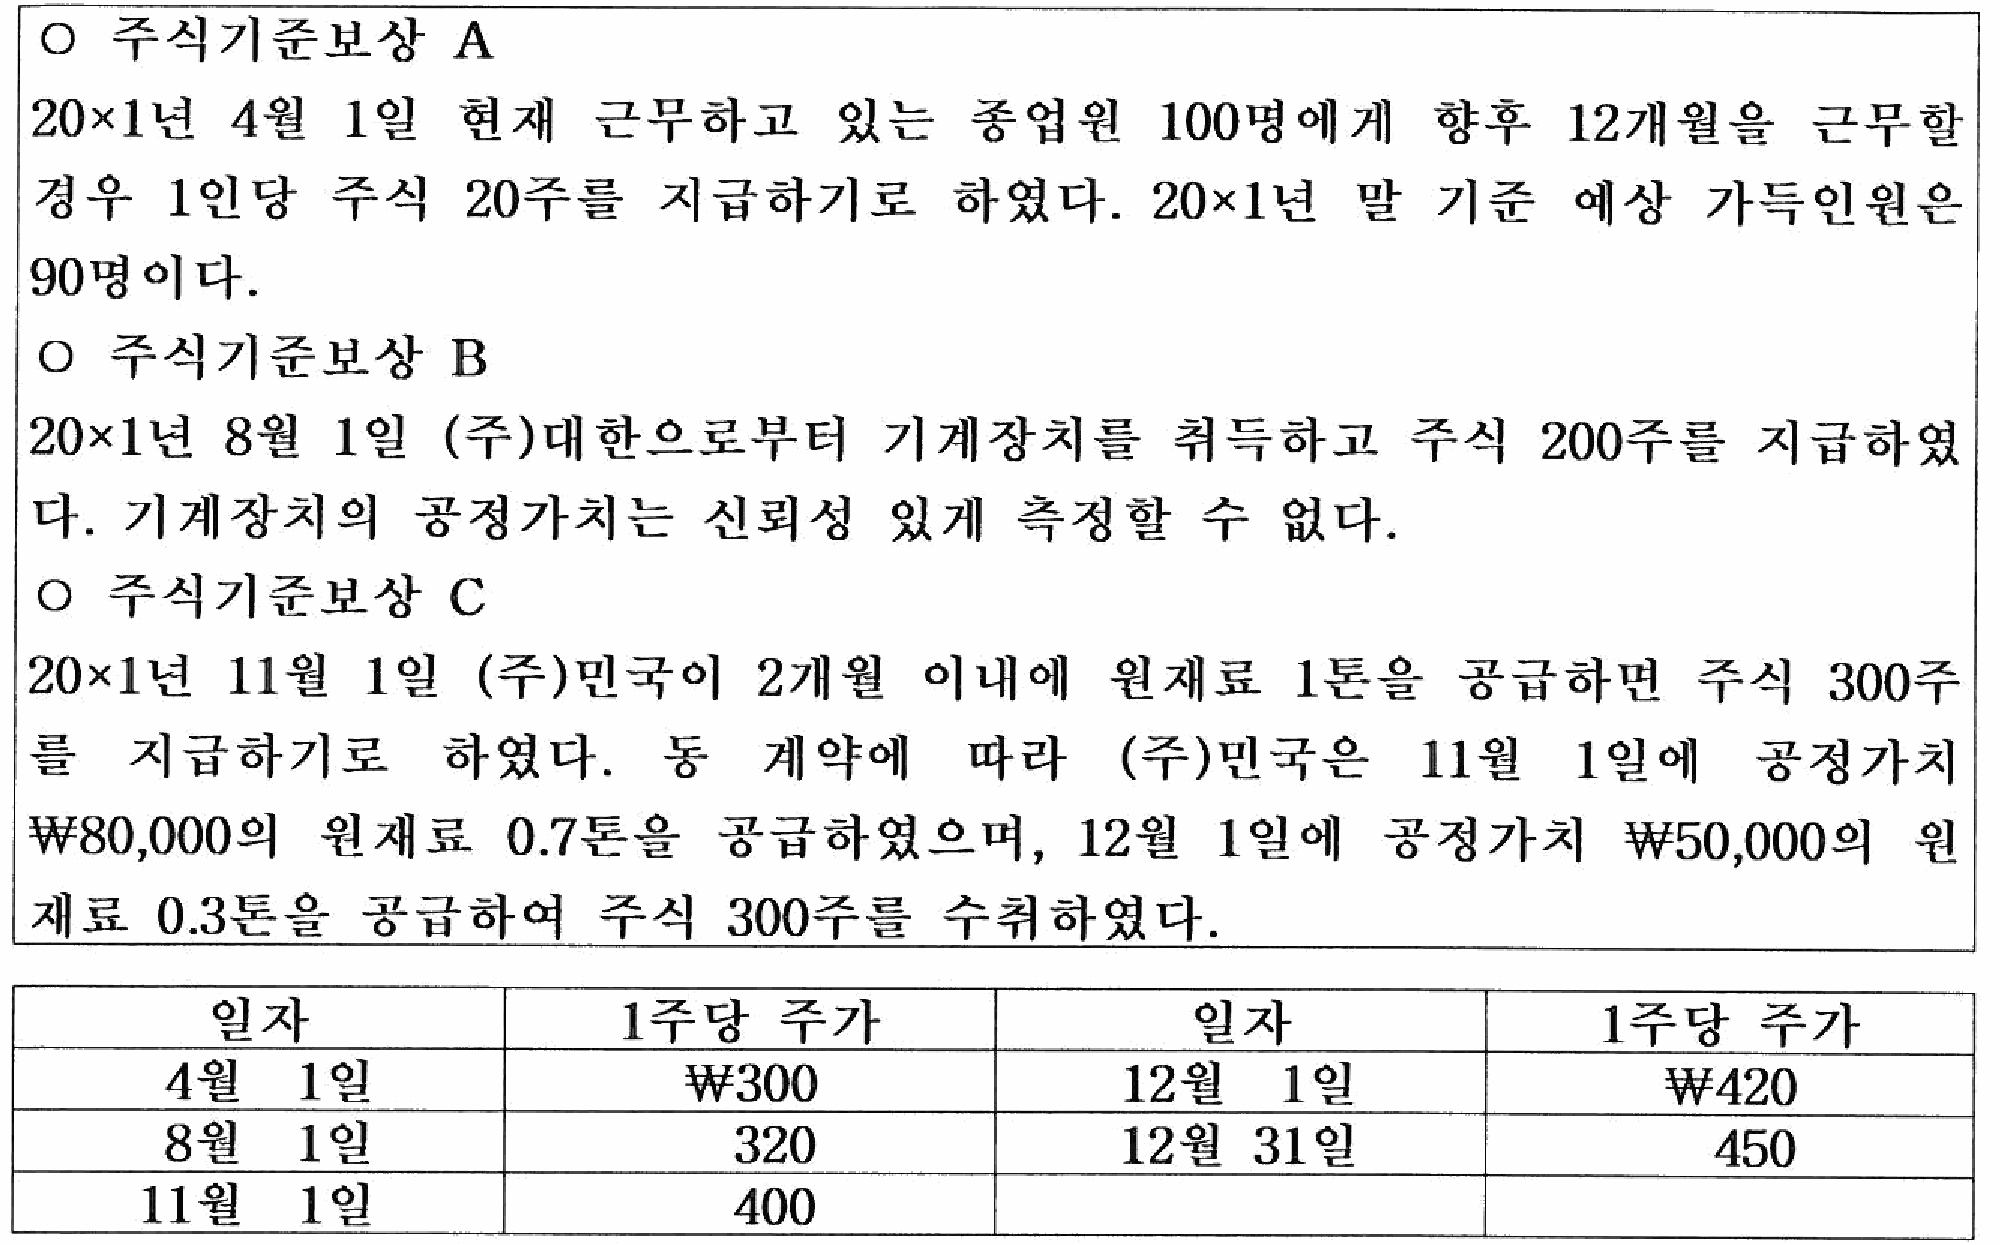 ○ 주식기준보상 A
20×1년 4월 1일 현재 근무하고 있는 종업원 100명에게 향후 12개월을 근무할
경우 1인당 주식 20주를 지급하기로 하였다. 20×1년 말 기준 예상 가득인원은
90명이다.
○ 주식기준보상 B
20×1년 8월 1일 (주)대한으로부터 기계장치를 취득하고 주식 200주를 지급하였
다. 기계장치의 공정가치는 신뢰성 있게 측정할 수 없다.
○ 주식기준보상 C
20×1년 11월 1일 (주)민국이 2개월 이내에 원재료 1톤을 공급하면 주식 300주
를 지급하기로 하였다. 동 계약에 따라 (주)민국은 11월 1일에 공정가치
₩80,000의 원재료 0.7톤을 공급하였으며, 12월 1일에 공정가치 ₩50,000의 원
재료 0.3톤을 공급하여 주식 300주를 수취하였다.
일자 1주당 주가 일자 1주당 주가
4월 1일 ₩300 12월 1일 ₩420
8월 1일 320 12월 31일 450
11월 1일 400